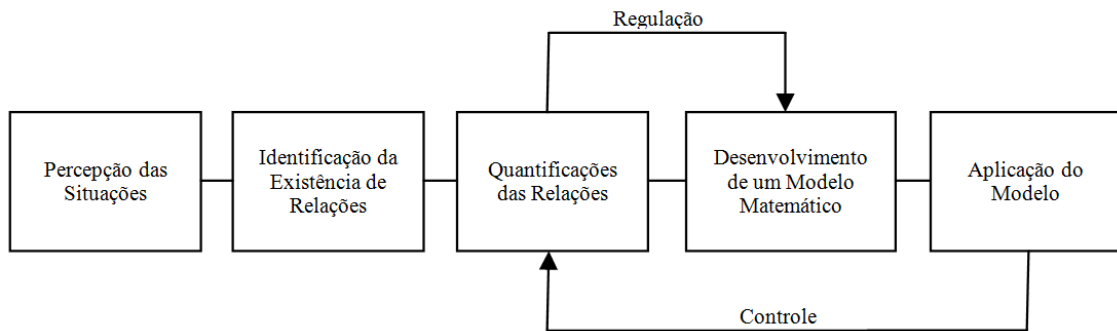 Regulação
Percepção das
Situações
Identificação da
Existência de
Relações
Quantificações
das Relações
Desenvolvimento
de um Modelo
Matemático
Aplicação do
Modelo
Controle